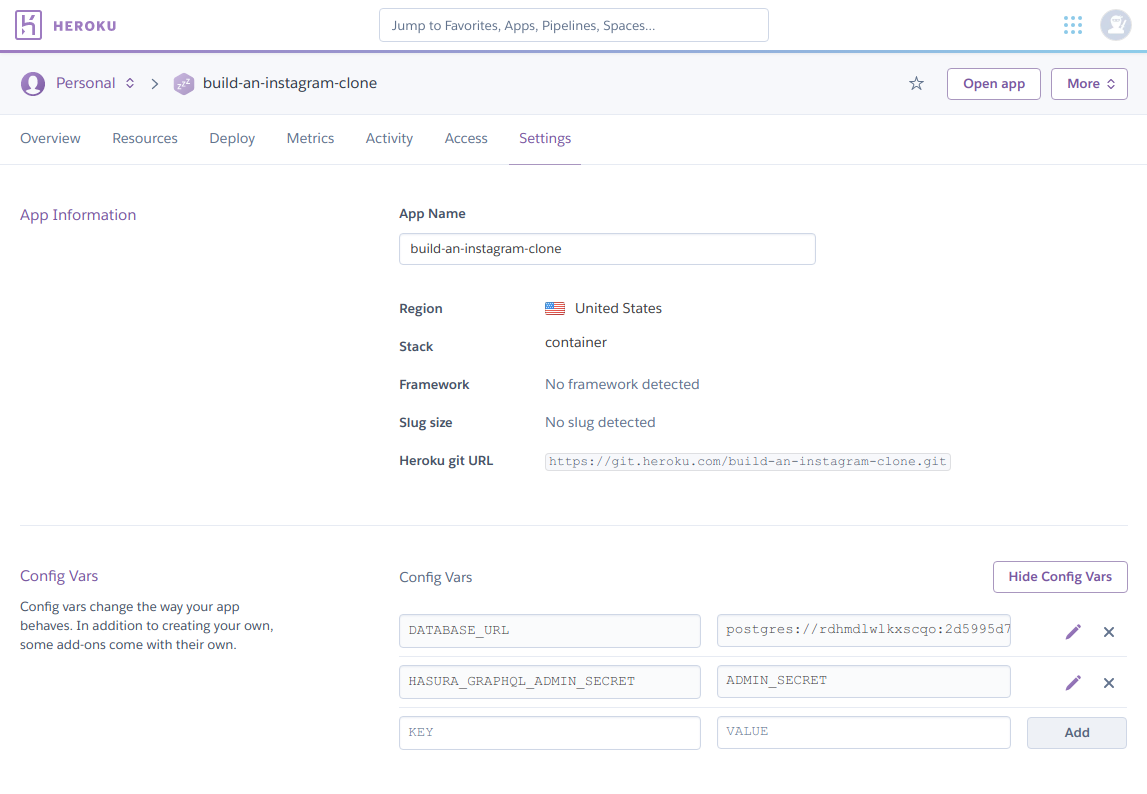 HEROKU
Jump to Favorites, Apps, Pipelines, Spaces...
Personal
build-an-instagram-clone
Open app
More
Overview
Resources
Deploy
Metrics
Activity
Access
Settings
App Information
App Name
build-an-instagram-clone
Region
United States
Stack
container
Framework
No framework detected
Slug size
No slug detected
Heroku git URL
https://git.heroku.com/build-an-instagram-clone.git
Config Vars
Config vars change the way your app
behaves. In addition to creating your own,
some add-ons come with their own.
Config Vars
Hide Config Vars
DATABASE_URL
postgres://rdhmdlwlkxscqo:2d5995d7
HASURA_GRAPHQL_ADMIN_SECRET
ADMIN_SECRET
KEY
VALUE
Add